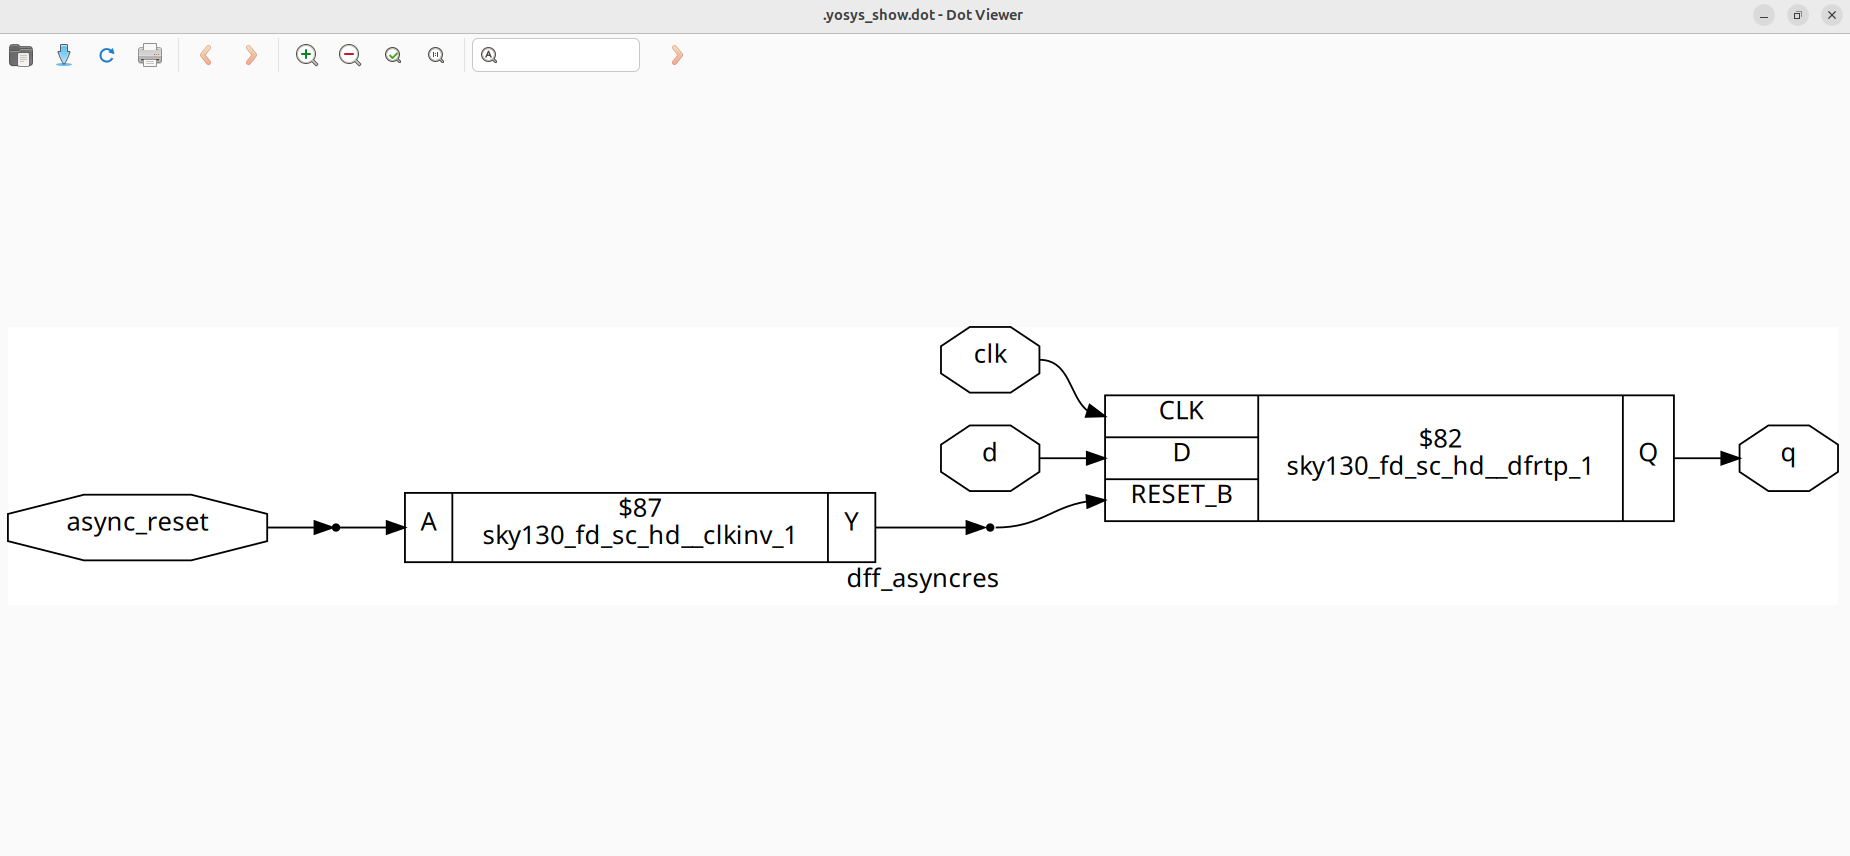 .yosys_show.dot - Dot Viewer
clk
CLK
d
D
$82
sky130_fd_sc_hd__dfrtp_1
Q
q
RESET_B
async_reset
A
$87
sky130_fd_sc_hd__clkinv_1
Y
dff_asyncres